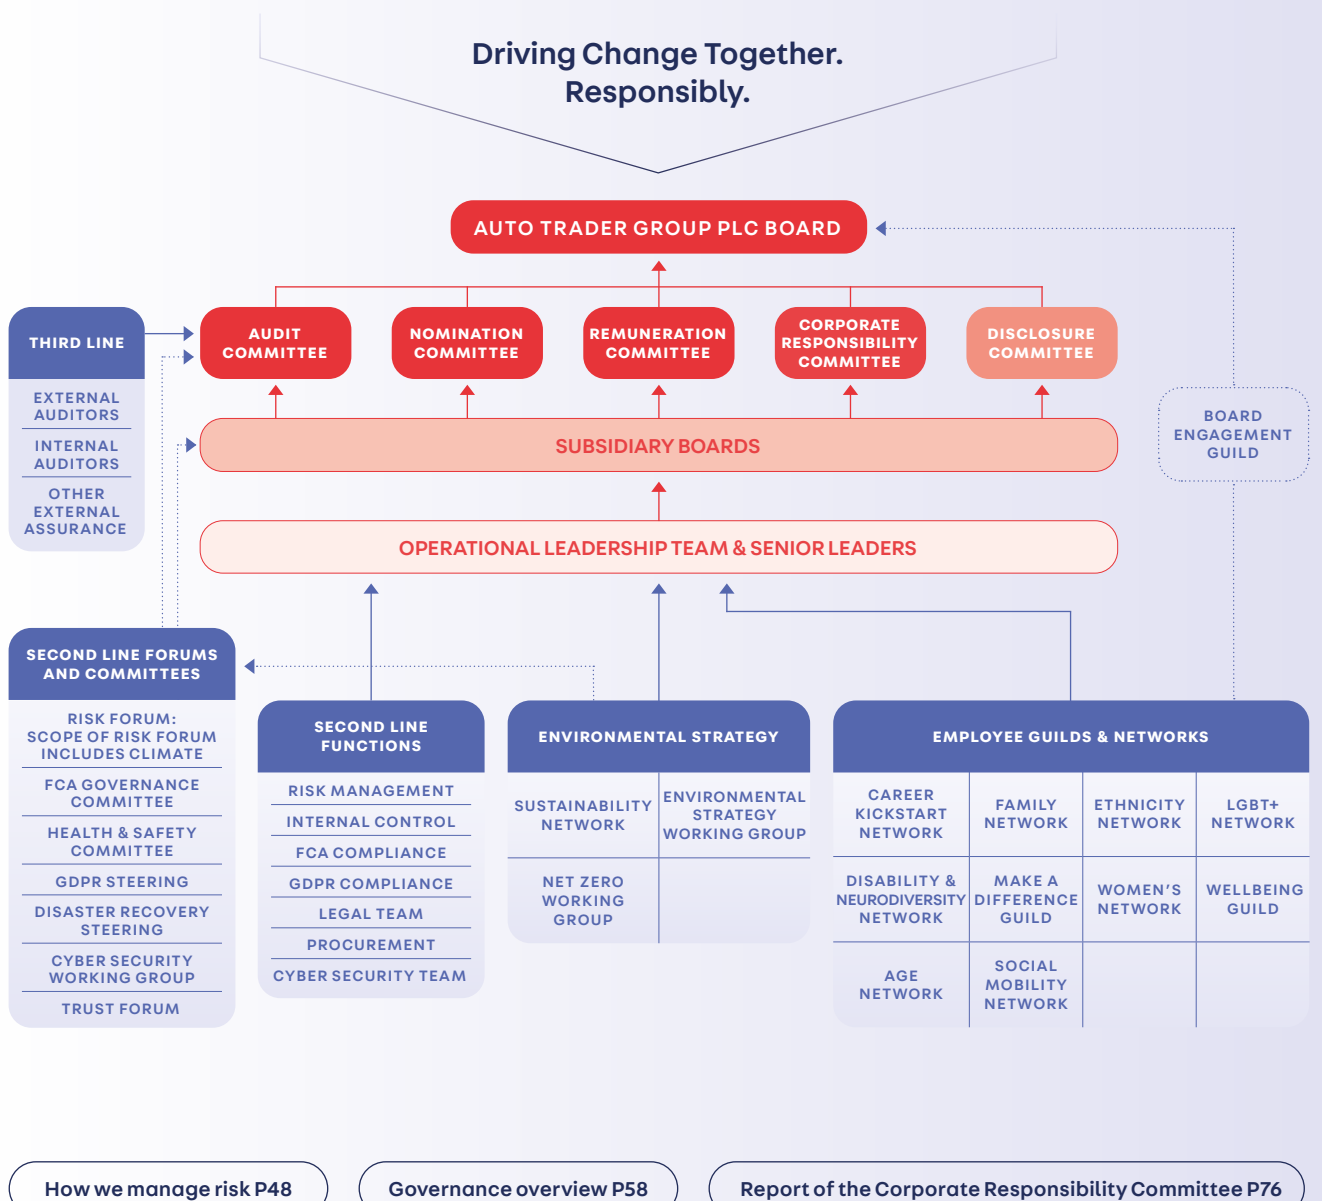 Driving Change Together.
Responsibly.
AUTO TRADER GROUP PLC BOARD
THIRD LINE
EXTERNAL
AUDITORS
INTERNAL
AUDITORS
OTHER
EXTERNAL
ASSURANCE
AUDIT
COMMITTEE
NOMINATION
COMMITTEE
REMUNERATION
COMMITTEE
CORPORATE
RESPONSIBILITY
COMMITTEE
DISCLOSURE
COMMITTEE
BOARD
ENGAGEMENT
GUILD
SUBSIDIARY BOARDS
OPERATIONAL LEADERSHIP TEAM & SENIOR LEADERS
SECOND LINE FORUMS
AND COMMITTEES
RISK FORUM:
SCOPE OF RISK FORUM
INCLUDES CLIMATE
FCA GOVERNANCE
COMMITTEE
HEALTH & SAFETY
COMMITTEE
GDPR STEERING
DISASTER RECOVERY
STEERING
CYBER SECURITY
WORKING GROUP
TRUST FORUM
SECOND LINE
FUNCTIONS
RISK MANAGEMENT
INTERNAL CONTROL
FCA COMPLIANCE
GDPR COMPLIANCE
LEGAL TEAM
PROCUREMENT
CYBER SECURITY TEAM
ENVIRONMENTAL STRATEGY
SUSTAINABILITY
NETWORK
ENVIRONMENTAL
STRATEGY
WORKING GROUP
NET ZERO
WORKING
GROUP
EMPLOYEE GUILDS & NETWORKS
CAREER
KICKSTART
NETWORK
FAMILY
NETWORK
ETHNICITY
NETWORK
LGBT+
NETWORK
DISABILITY &
NEURODIVERSITY
NETWORK
MAKE A
DIFFERENCE
GUILD
WOMEN'S
NETWORK
WELLBEING
GUILD
AGE
NETWORK
SOCIAL
MOBILITY
NETWORK
How we manage risk P48
Governance overview P58
Report of the Corporate Responsibility Committee P76